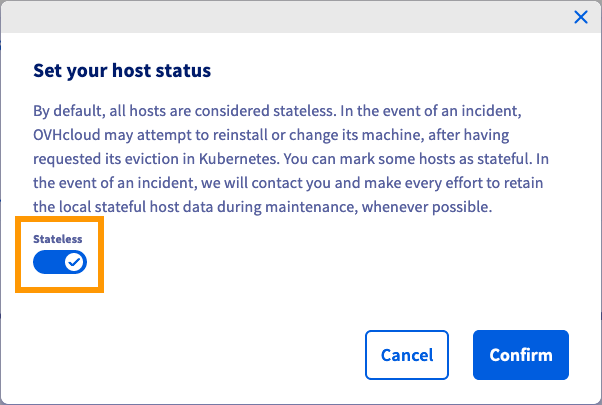 Set your host status
By default, all hosts are considered stateless. In the event of an incident,
OVHcloud may attempt to reinstall or change its machine, after having
requested its eviction in Kubernetes. You can mark some hosts as stateful. In
the event of an incident, we will contact you and make every effort to retain
the local stateful host data during maintenance, whenever possible.
Stateless
Cancel
Confirm